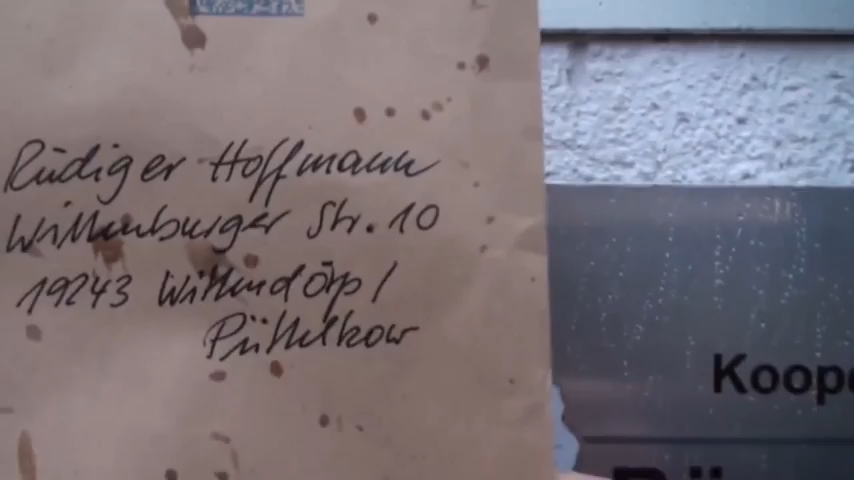 Rüdiger Hoffmann
Wittenburger Str. 10
19243 Wittendörp /
Püttelkow
Koope